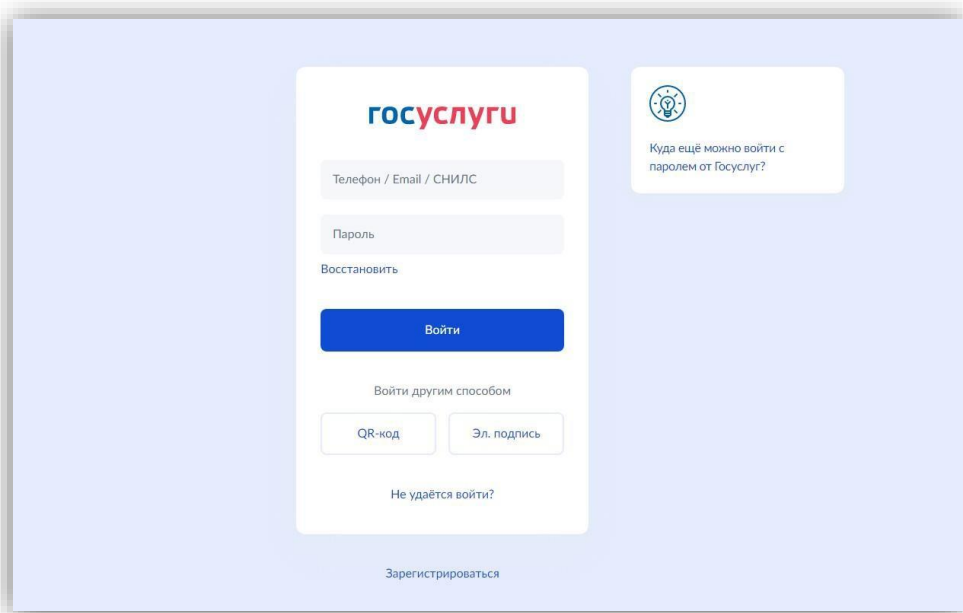 госуслуги
Телефон / Email / СНИЛС
Пароль
Восстановить
Войти
Войти другим способом
QR-код
Эл. подпись
Не удаётся войти?
Зарегистрироваться
Куда ещё можно войти с
паролем от Госуслуг?